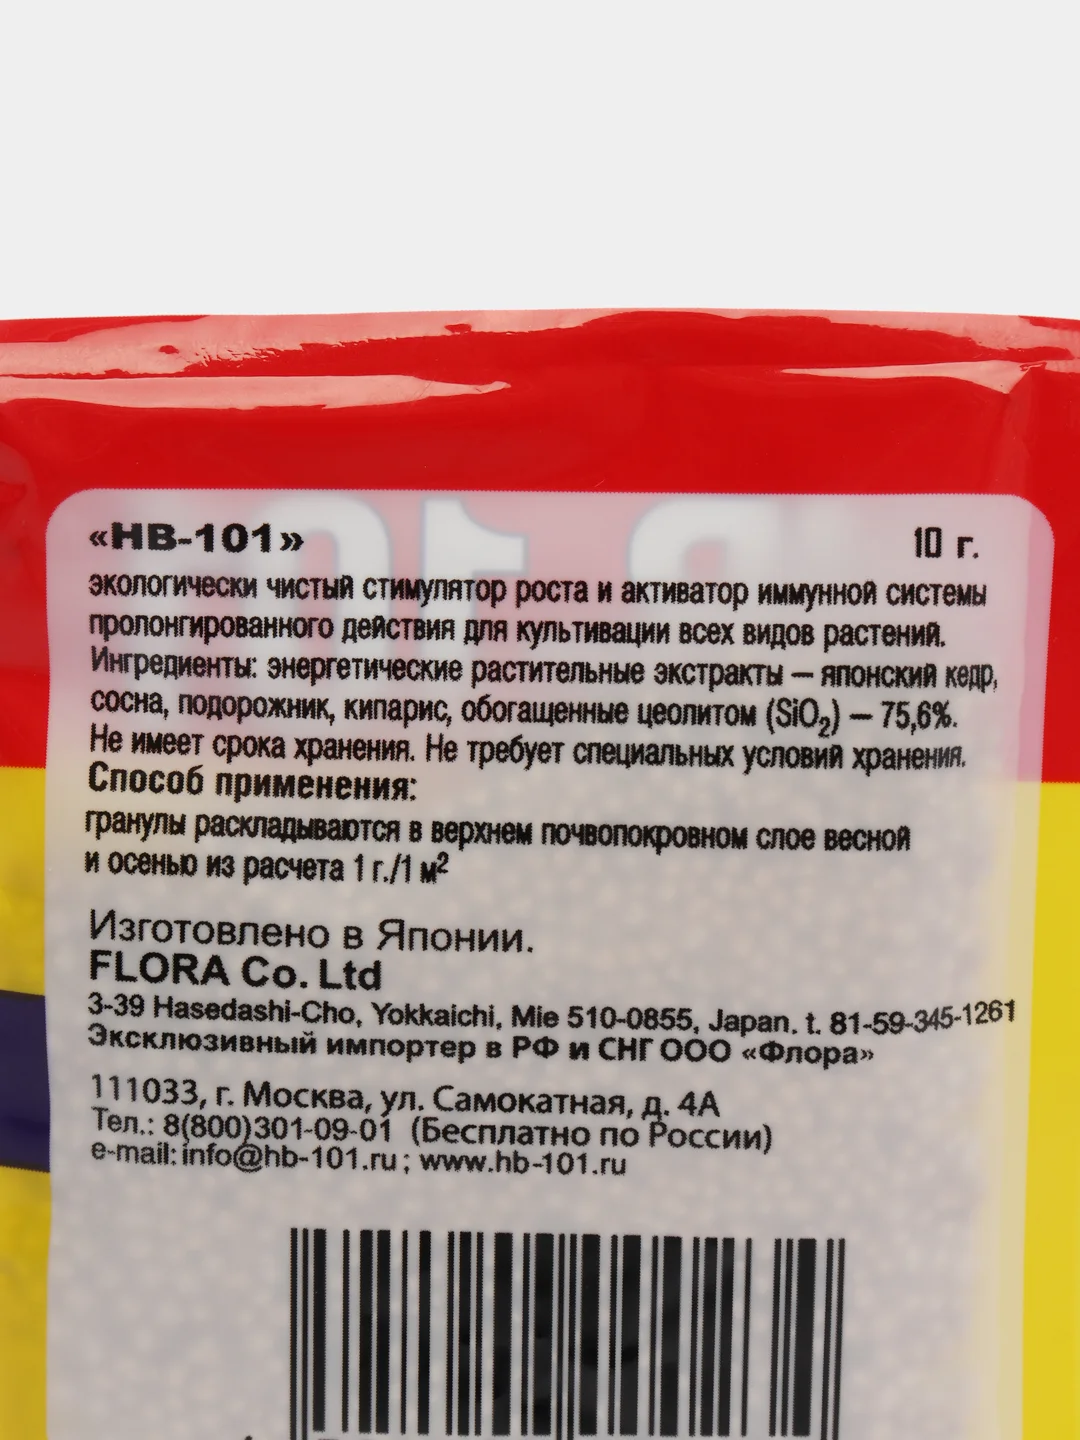 «НВ-101» 10 г.
экологически чистый стимулятор роста и активатор иммунной системы
пролонгированного действия для культивации всех видов растений.
Ингредиенты: энергетические растительные экстракты – японский кедр,
сосна, подорожник, кипарис, обогащенные цеолитом (SiO₂) – 75,6%.
Не имеет срока хранения. Не требует специальных условий хранения.
Способ применения:
гранулы раскладываются в верхнем почвопокровном слое весной
и осенью из расчета 1 г./1 м²
Изготовлено в Японии.
FLORA Co. Ltd
3-39 Hasedashi-Cho, Yokkaichi, Mie 510-0855, Japan. t. 81-59-345-1261
Эксклюзивный импортер в РФ и СНГ ООО «Флора»
111033, г. Москва, ул. Самокатная, д. 4А
Тел.: 8(800)301-09-01 (Бесплатно по России)
e-mail: info@hb-101.ru; www.hb-101.ru